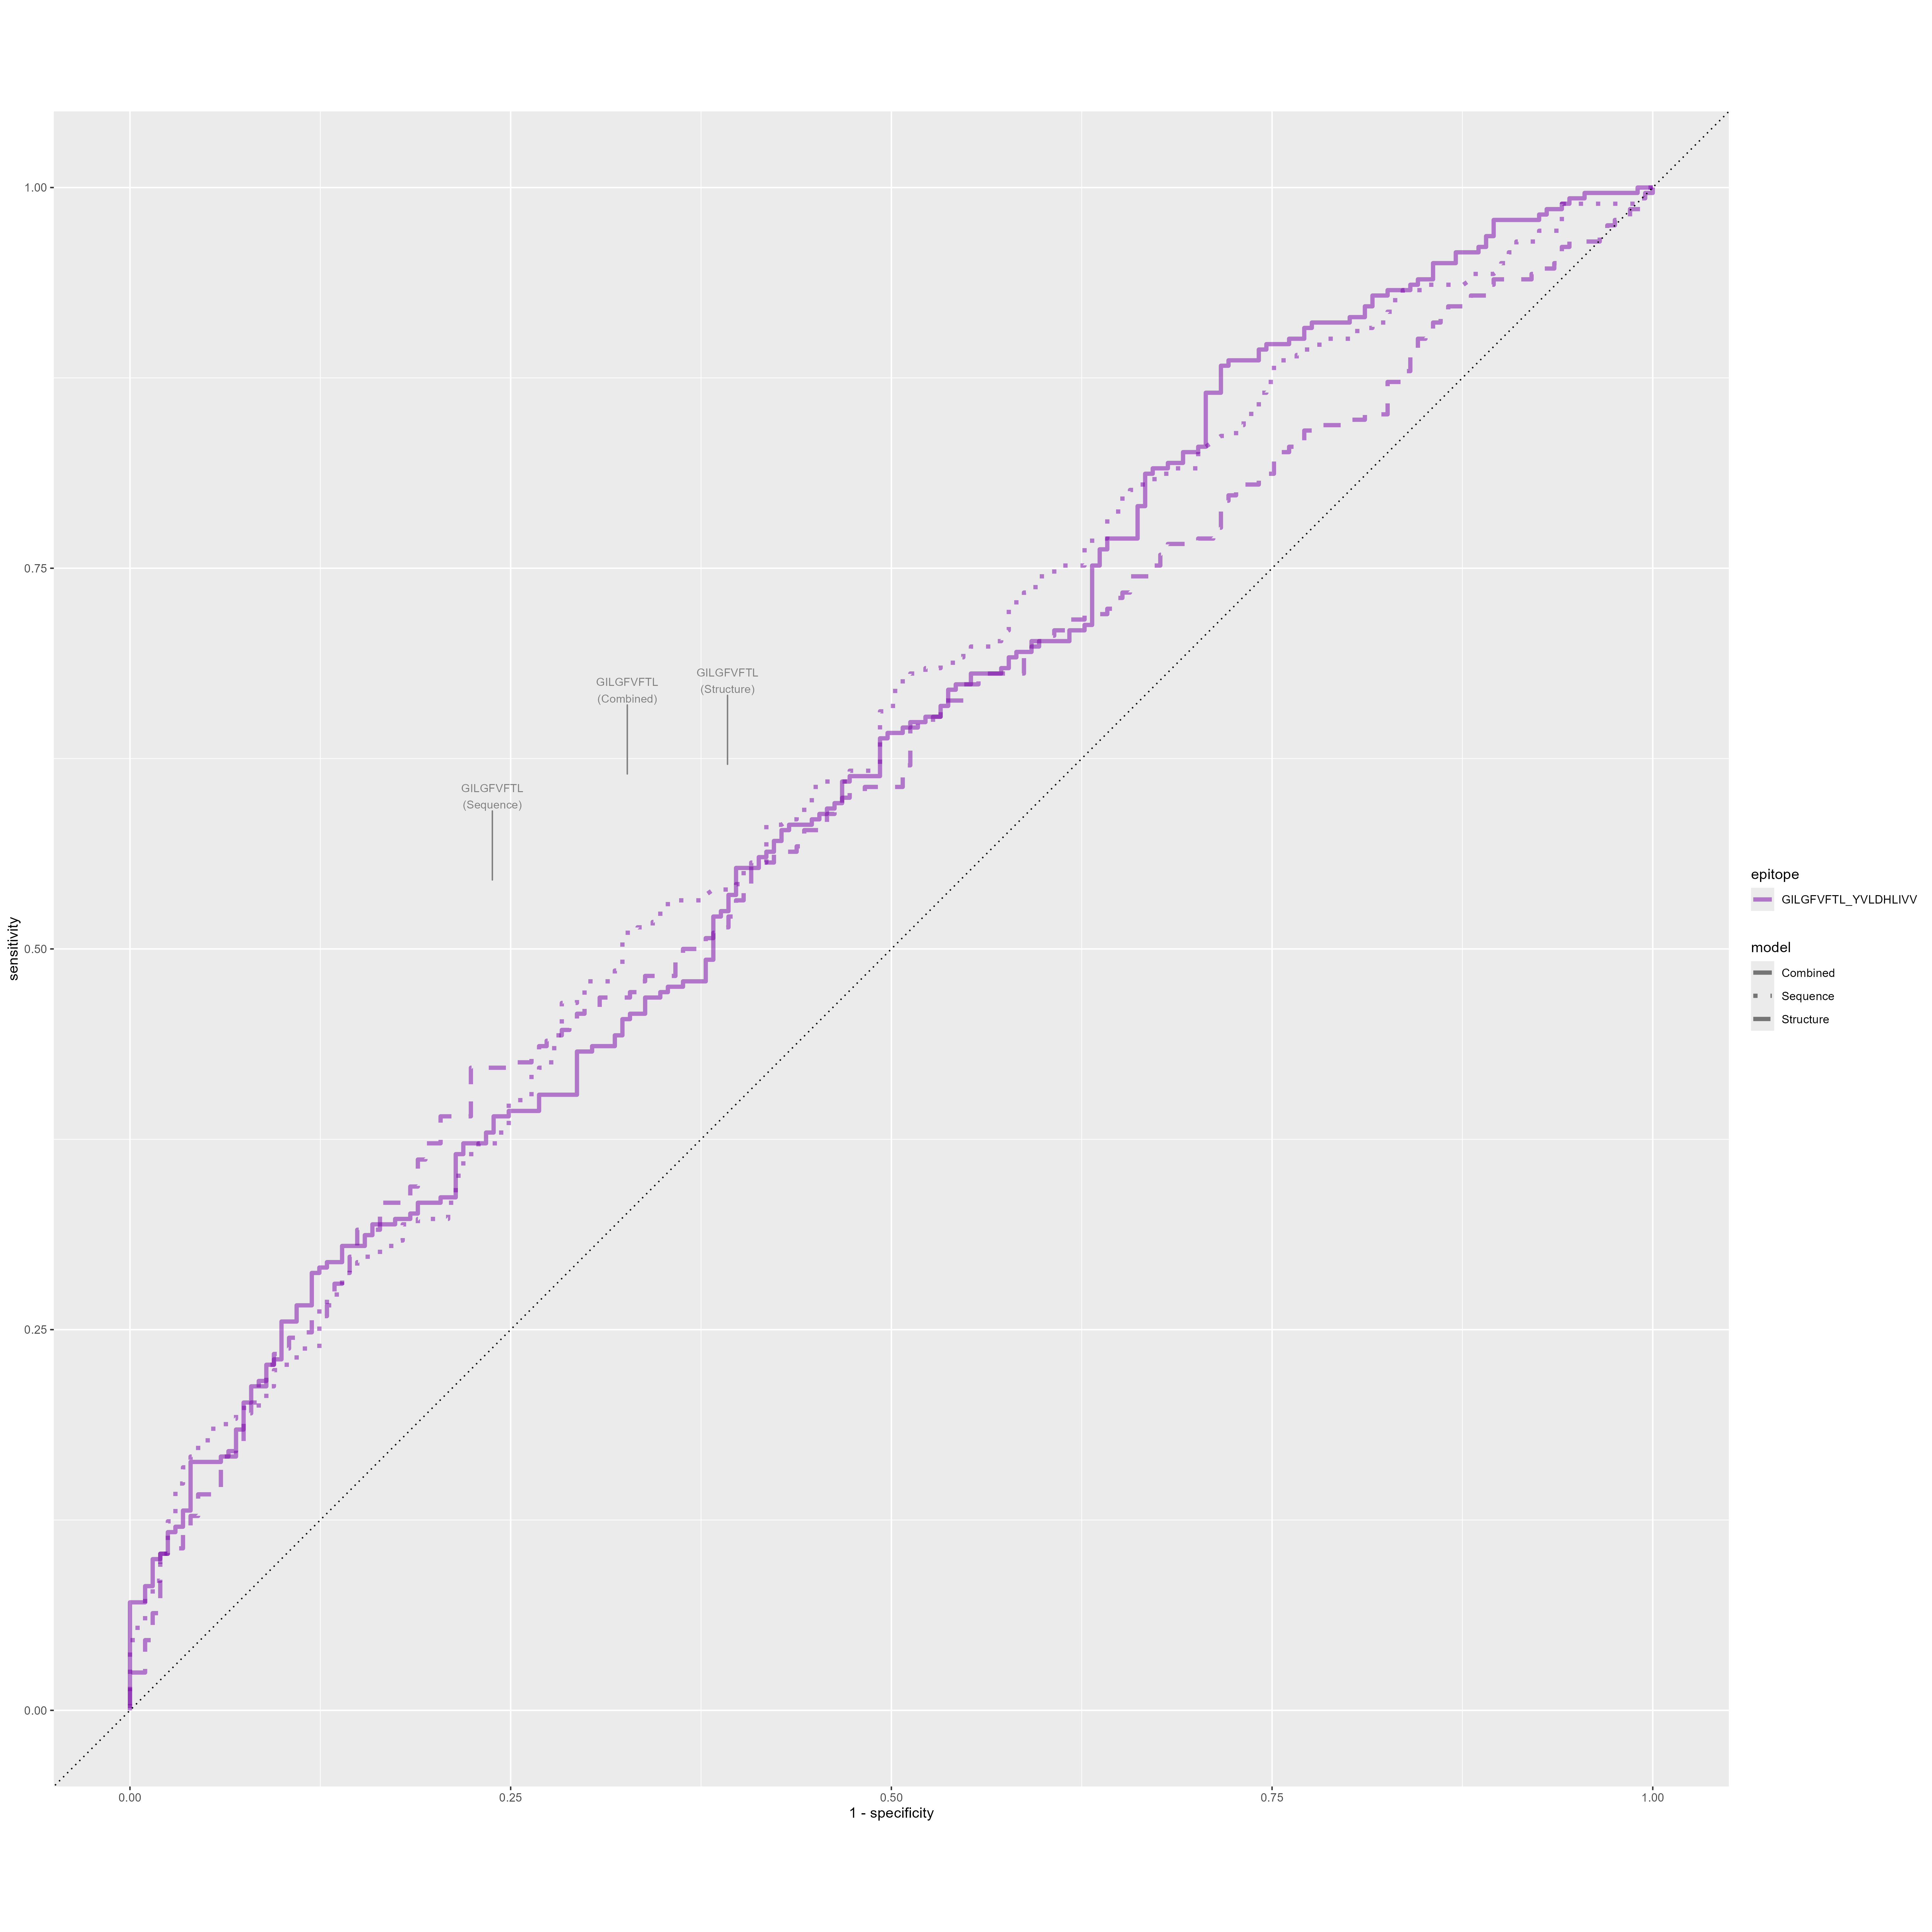 1.00
0.75
0.50
0.25
0.00
sensitivity
GILGFVFTL
(Structure)
GILGFVFTL
(Combined)
GILGFVFTL
(Sequence)
0.00
0.25
0.50
0.75
1.00
1 - specificity
epitope
GILGFVFTL_YVLDHLIVV
model
Combined
Sequence
Structure